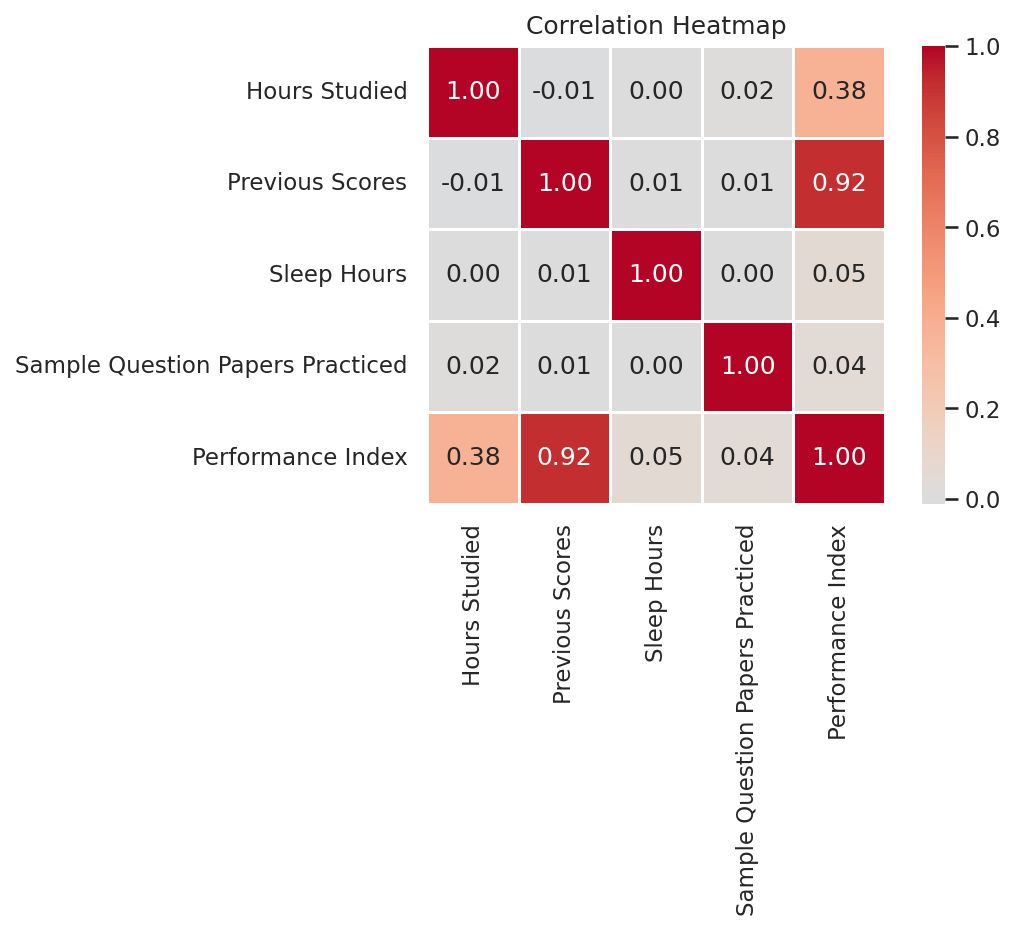 Correlation Heatmap
Hours Studied 1.00 -0.01 0.00 0.02 0.38
Previous Scores -0.01 1.00 0.01 0.01 0.92
Sleep Hours 0.00 0.01 1.00 0.00 0.05
Sample Question Papers Practiced 0.02 0.01 0.00 1.00 0.04
Performance Index 0.38 0.92 0.05 0.04 1.00
Hours Studied
Previous Scores
Sleep Hours
Sample Question Papers Practiced
Performance Index
1.0
0.8
0.6
0.4
0.2
0.0